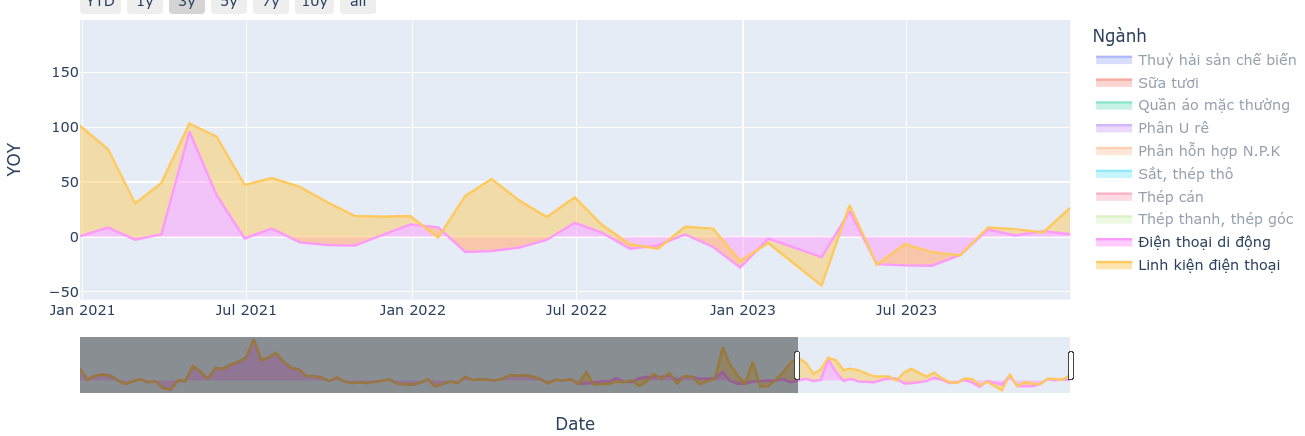 YTD 1y 3y 5y 7y 10y all
Ngành
Thuỷ hải sản chế biến
Sữa tươi
Quần áo mặc thường
Phân U rê
Phân hỗn hợp N.P.K
Sắt, thép thô
Thép cán
Thép thanh, thép góc
Điện thoại di động
Linh kiện điện thoại
YOY
150
100
50
0
−50
Jan 2021 Jul 2021 Jan 2022 Jul 2022 Jan 2023 Jul 2023
Date